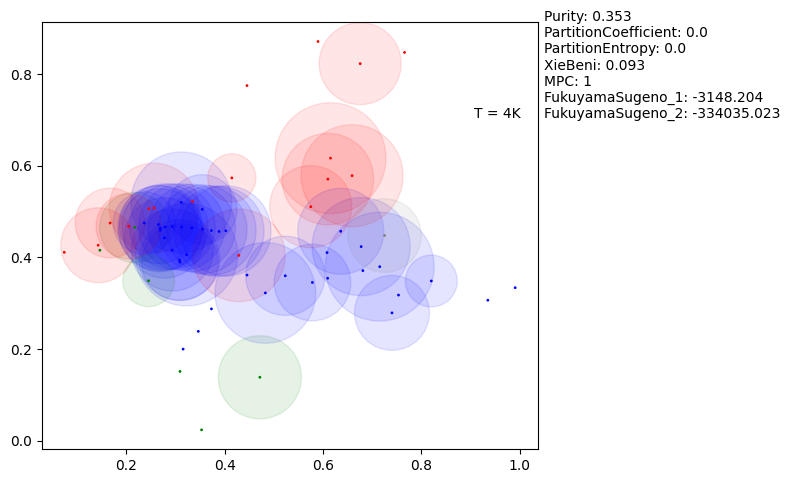 Purity: 0.353
PartitionCoefficient: 0.0
PartitionEntropy: 0.0
XieBeni: 0.093
MPC: 1
FukuyamaSugeno_1: -3148.204
FukuyamaSugeno_2: -334035.023
T = 4K
0.8
0.6
0.4
0.2
0.0
0.2 0.4 0.6 0.8 1.0